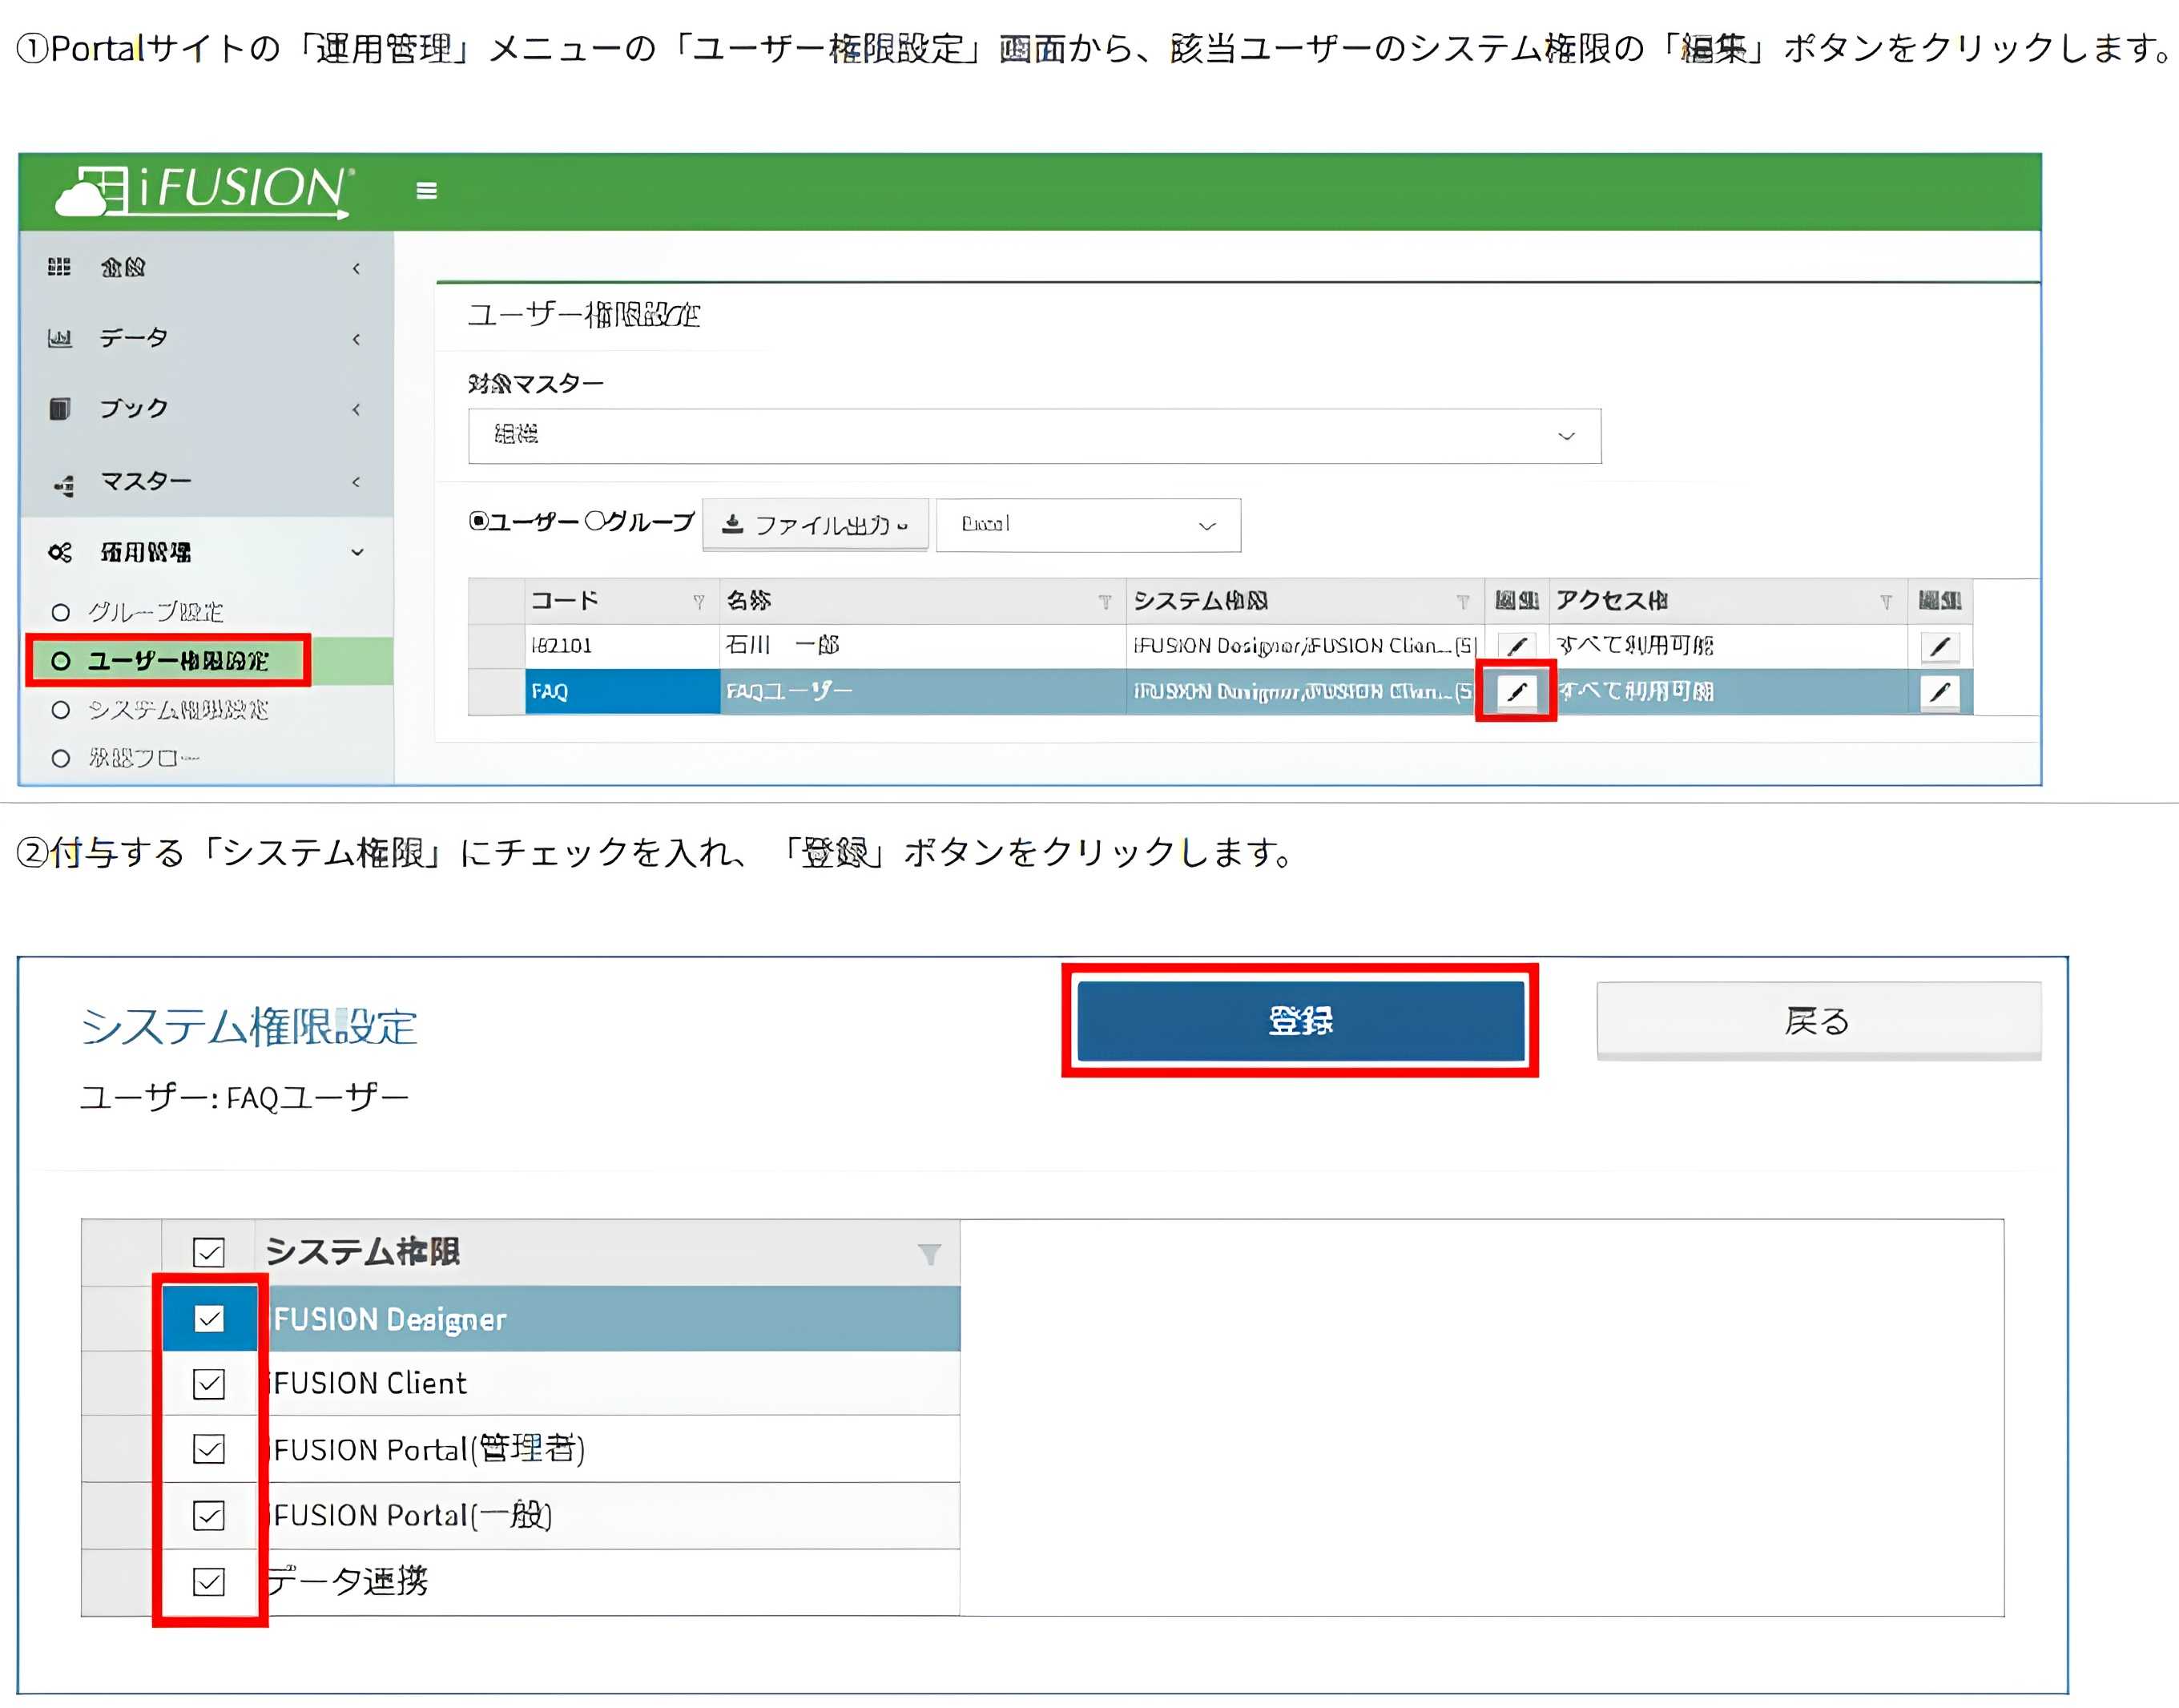 ①Portalサイトの「運用管理」メニューの「ユーザー権限設定」画面から、該当ユーザーのシステム権限の「編集」ボタンをクリックします。
iFUSION
データ
ブック
マスター
運用管理
グループ設定
ユーザー権限設定
システム権限設定
承認フロー
ユーザー権限設定
対象マスター
組織
ユーザー グループ ファイル出力 Excel
コード 名称 システム権限 編集 アクセス権 編集
石川 一郎 iFUSION Designer,iFUSION Clien...(5) すべて利用可能
FAQ FAQユーザー iFUSION Designer,iFUSION Clien...(5 すべて利用可能
②付与する「システム権限」にチェックを入れ、「登録」ボタンをクリックします。
システム権限設定 登録 戻る
ユーザー: FAQユーザー
システム権限
iFUSION Designer
iFUSION Client
iFUSION Portal(管理者)
iFUSION Portal(一般)
データ連携